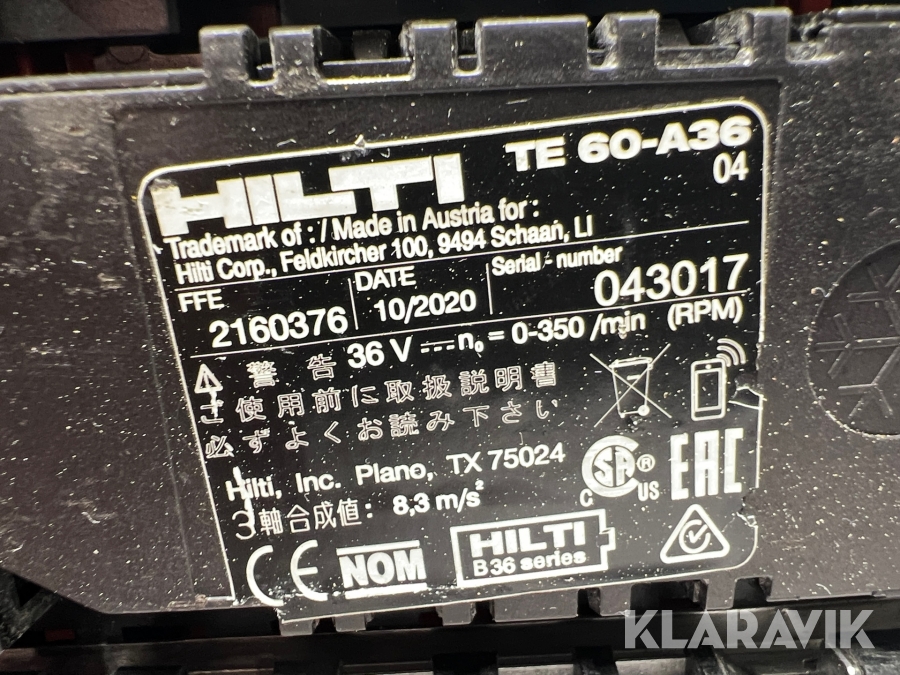 HILTI TE 60-A36
04
Trademark of : / Made in Austria for :
Hilti Corp., Feldkircher 100, 9494 Schaan, LI
FFE DATE Serial - number
2160376 10/2020 043017
36 V n₀ = 0-350 /min (RPM)
警告
ご使用前に取扱説明書
必ずよくお読み下さい
Hilti, Inc. Plano, TX 75024
3軸合成値: 8,3 m/s²
CSA® C US EAC
CE NOM HILTI
B36 series
KLARAVIK